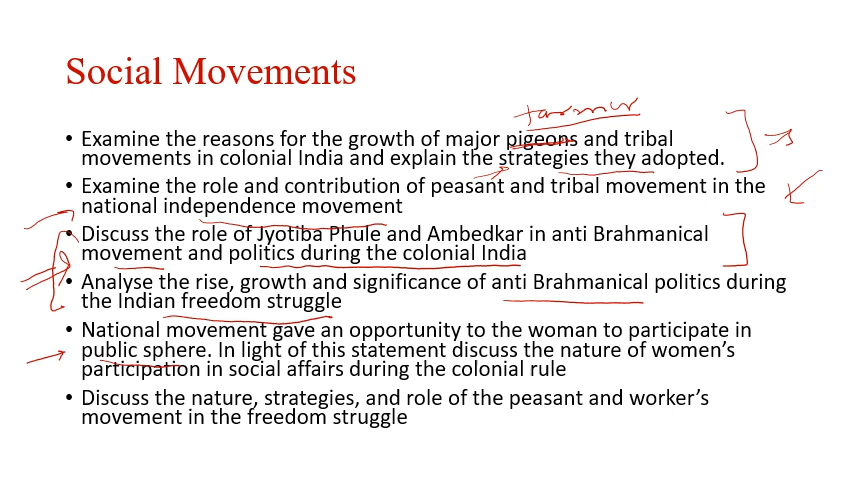 Social Movements
farmer
• Examine the reasons for the growth of major pigeons and tribal
movements in colonial India and explain the strategies they adopted.
• Examine the role and contribution of peasant and tribal movement in the
national independence movement
• Discuss the role of Jyotiba Phule and Ambedkar in anti Brahmanical
movement and politics during the colonial India
• Analyse the rise, growth and significance of anti Brahmanical politics during
the Indian freedom struggle
• National movement gave an opportunity to the woman to participate in
public sphere. In light of this statement discuss the nature of women’s
participation in social affairs during the colonial rule
• Discuss the nature, strategies, and role of the peasant and worker’s
movement in the freedom struggle